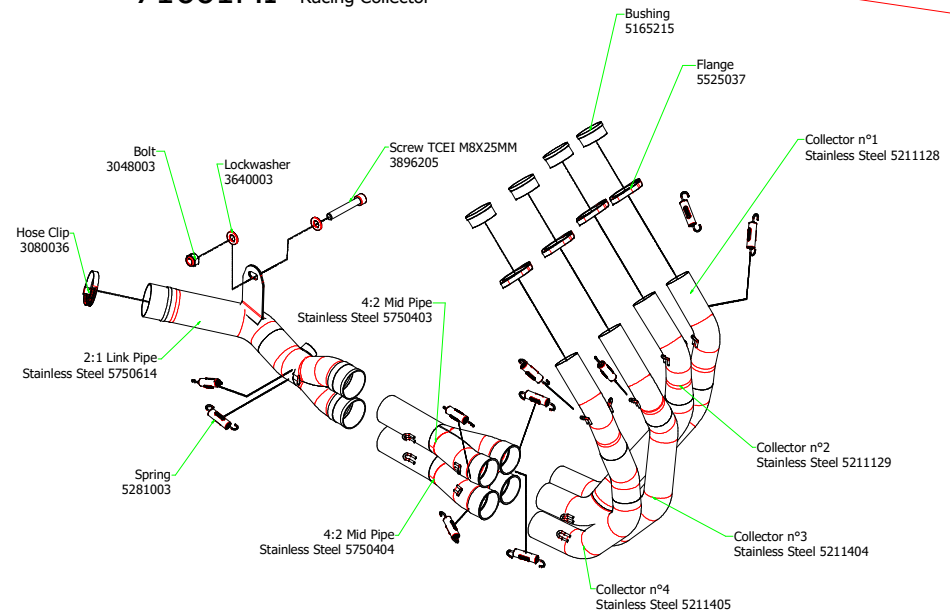 Racing Collector
Bushing
5165215
Flange
5525037
Collector n°1
Stainless Steel 5211128
Screw TCEI M8X25MM
3896205
Bolt
3048003
Lockwasher
3640003
Hose Clip
3080036
4:2 Mid Pipe
Stainless Steel 5750403
2:1 Link Pipe
Stainless Steel 5750614
Spring
5281003
4:2 Mid Pipe
Stainless Steel 5750404
Collector n°2
Stainless Steel 5211129
Collector n°3
Stainless Steel 5211404
Collector n°4
Stainless Steel 5211405